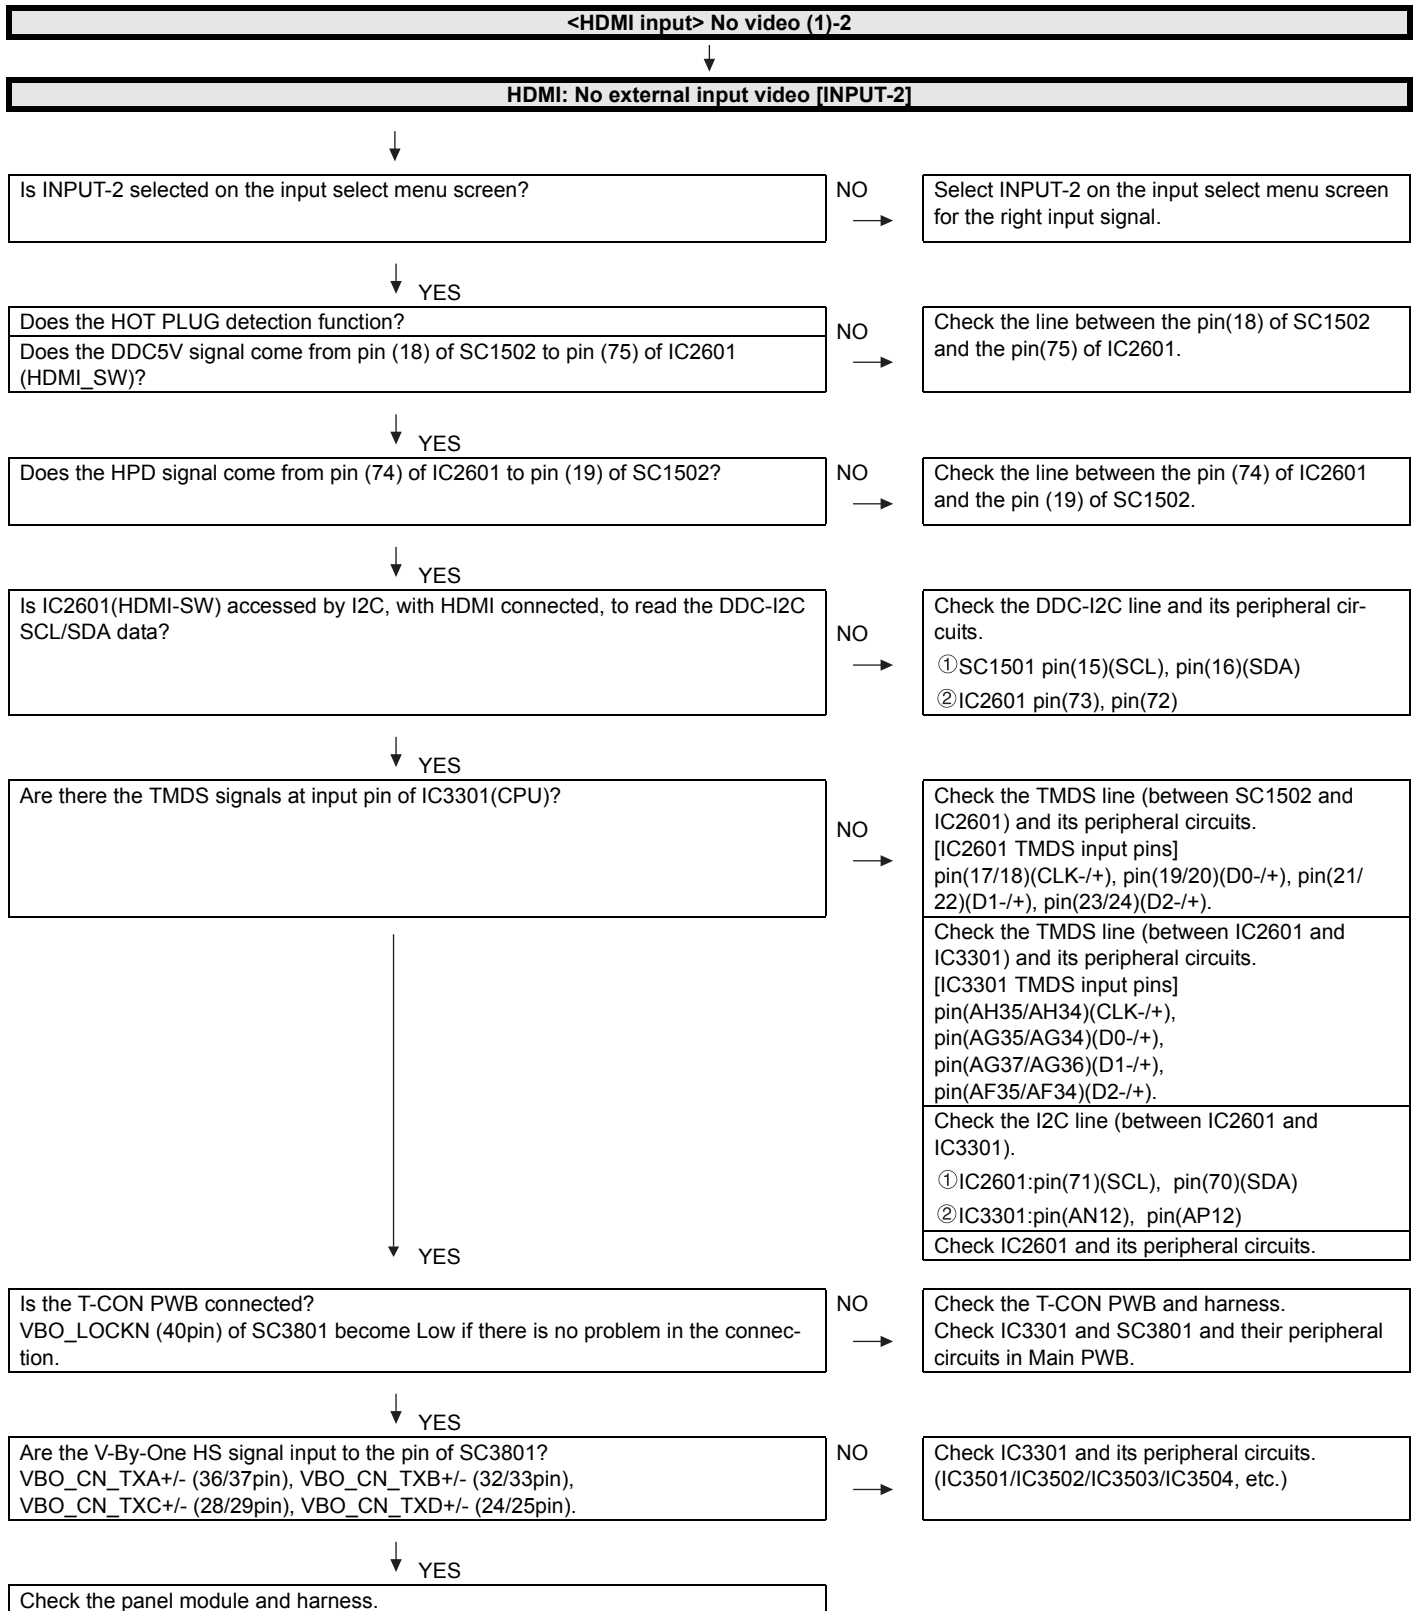 <HDMI input> No video (1)-2
HDMI: No external input video [INPUT-2]
Is INPUT-2 selected on the input select menu screen?
NO
Select INPUT-2 on the input select menu screen
for the right input signal.
YES
Does the HOT PLUG detection function?
Does the DDC5V signal come from pin (18) of SC1502 to pin (75) of IC2601
(HDMI_SW)?
NO
Check the line between the pin(18) of SC1502
and the pin(75) of IC2601.
YES
Does the HPD signal come from pin (74) of IC2601 to pin (19) of SC1502?
NO
Check the line between the pin (74) of IC2601
and the pin (19) of SC1502.
YES
Is IC2601(HDMI-SW) accessed by I2C, with HDMI connected, to read the DDC-I2C
SCL/SDA data?
NO
Check the DDC-I2C line and its peripheral cir-
cuits.
①SC1501 pin(15)(SCL), pin(16)(SDA)
②IC2601 pin(73), pin(72)
YES
Are there the TMDS signals at input pin of IC3301(CPU)?
NO
Check the TMDS line (between SC1502 and
IC2601) and its peripheral circuits.
[IC2601 TMDS input pins]
pin(17/18)(CLK-/+), pin(19/20)(D0-/+), pin(21/
22)(D1-/+), pin(23/24)(D2-/+).
Check the TMDS line (between IC2601 and
IC3301) and its peripheral circuits.
[IC3301 TMDS input pins]
pin(AH35/AH34)(CLK-/+),
pin(AG35/AG34)(D0-/+),
pin(AG37/AG36)(D1-/+),
pin(AF35/AF34)(D2-/+).
Check the I2C line (between IC2601 and
IC3301).
①IC2601:pin(71)(SCL), pin(70)(SDA)
②IC3301:pin(AN12), pin(AP12)
Check IC2601 and its peripheral circuits.
YES
Is the T-CON PWB connected?
VBO_LOCKN (40pin) of SC3801 become Low if there is no problem in the connec-
tion.
NO
Check the T-CON PWB and harness.
Check IC3301 and SC3801 and their peripheral
circuits in Main PWB.
YES
Are the V-By-One HS signal input to the pin of SC3801?
VBO_CN_TXA+/- (36/37pin), VBO_CN_TXB+/- (32/33pin),
VBO_CN_TXC+/- (28/29pin), VBO_CN_TXD+/- (24/25pin).
NO
Check IC3301 and its peripheral circuits.
(IC3501/IC3502/IC3503/IC3504, etc.)
YES
Check the panel module and harness.